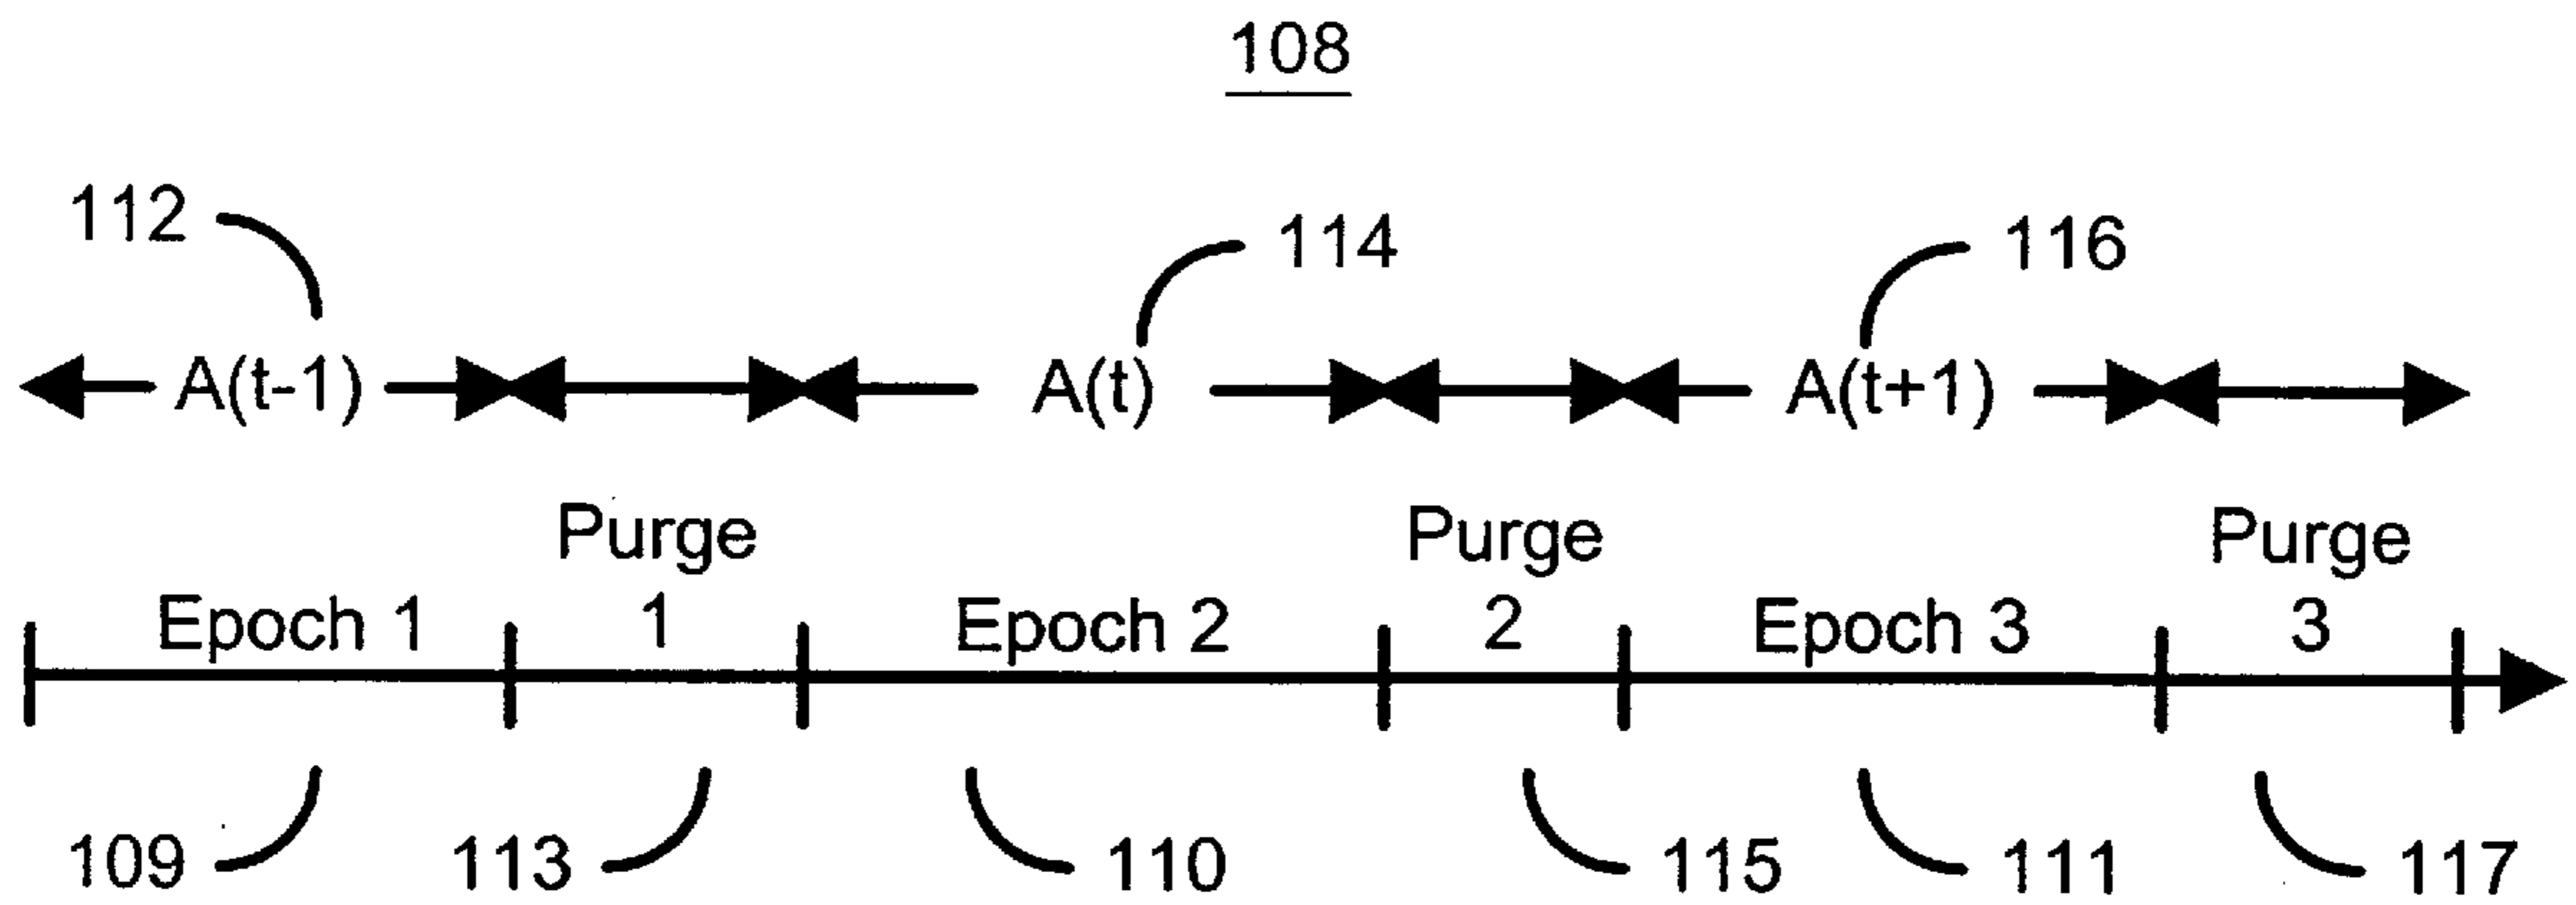 108
112
114
116
A(t-1)
A(t)
A(t+1)
Purge
Purge
Purge
Epoch 1
1
Epoch 2
2
Epoch 3
3
109
113
110
115
111
117